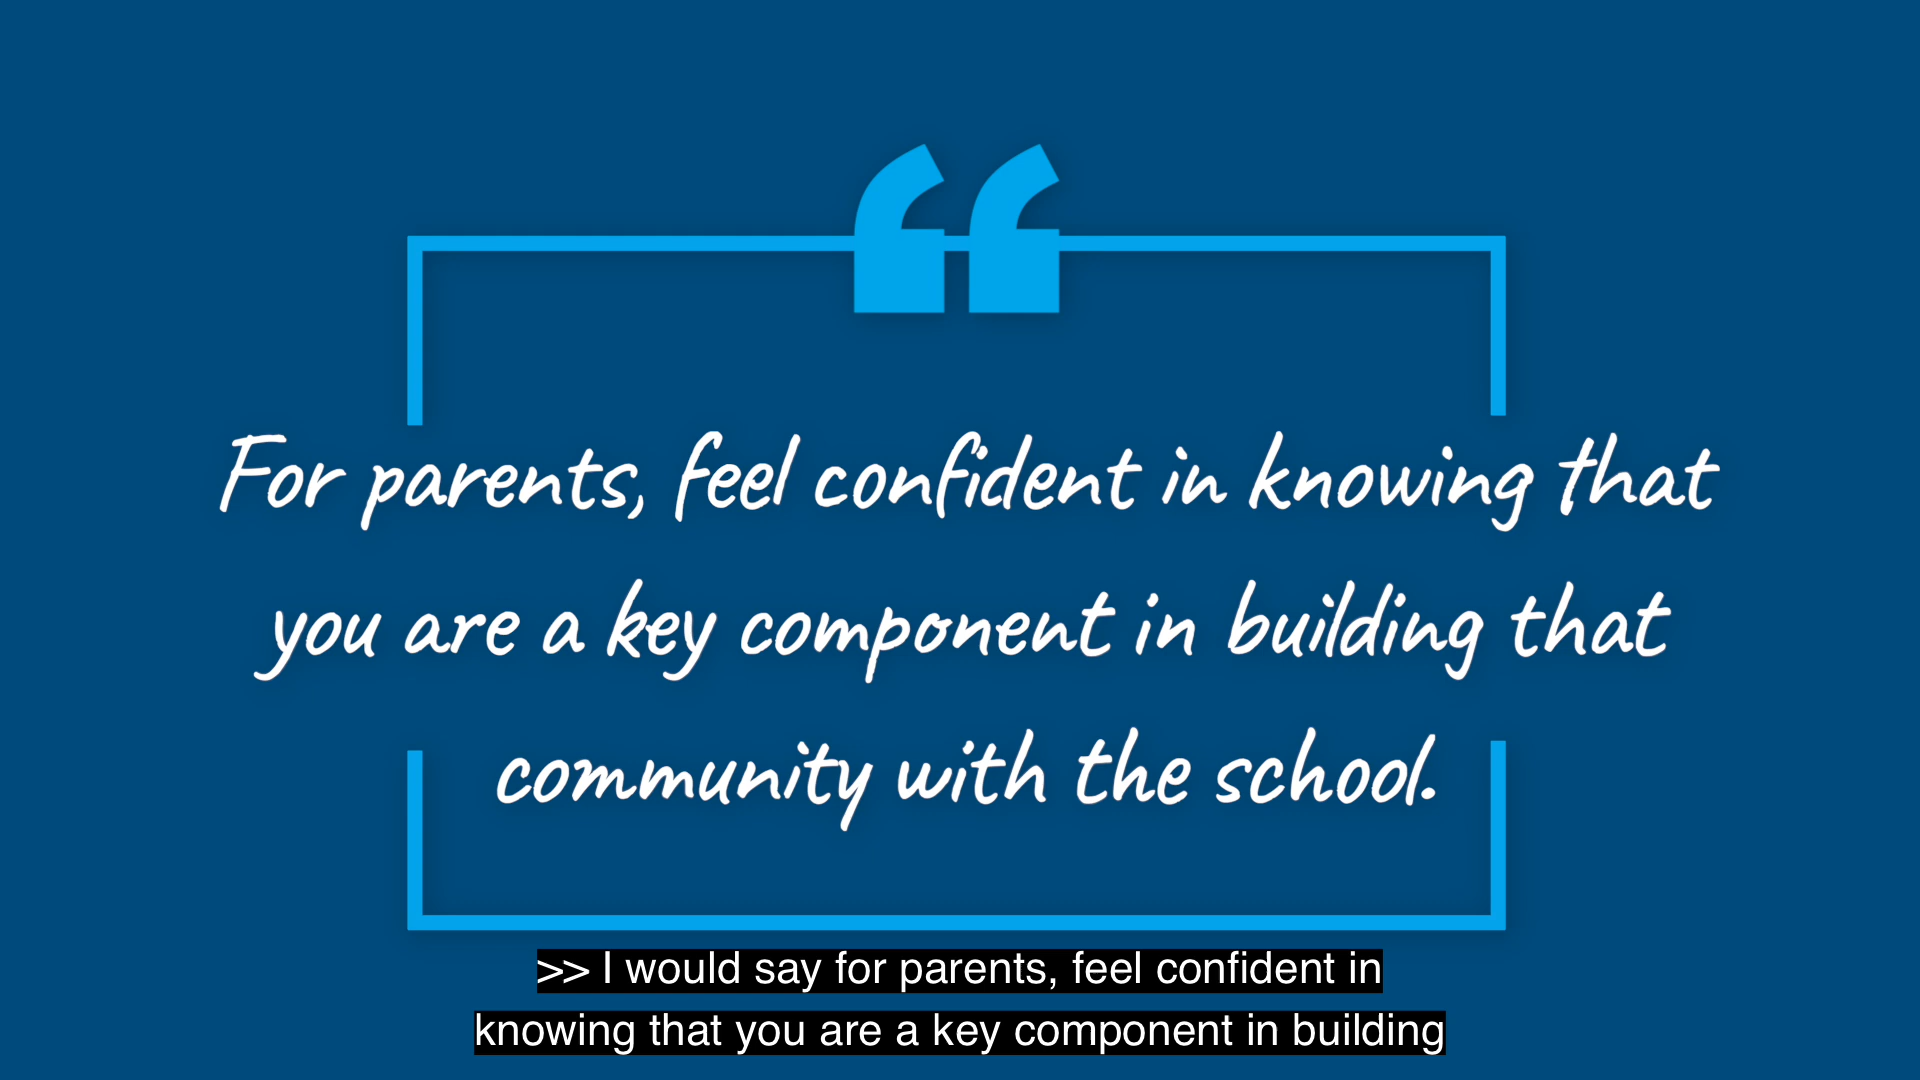 “
For parents, feel confident in knowing that
you are a key component in building that
community with the school.
>> I would say for parents, feel confident in
knowing that you are a key component in building